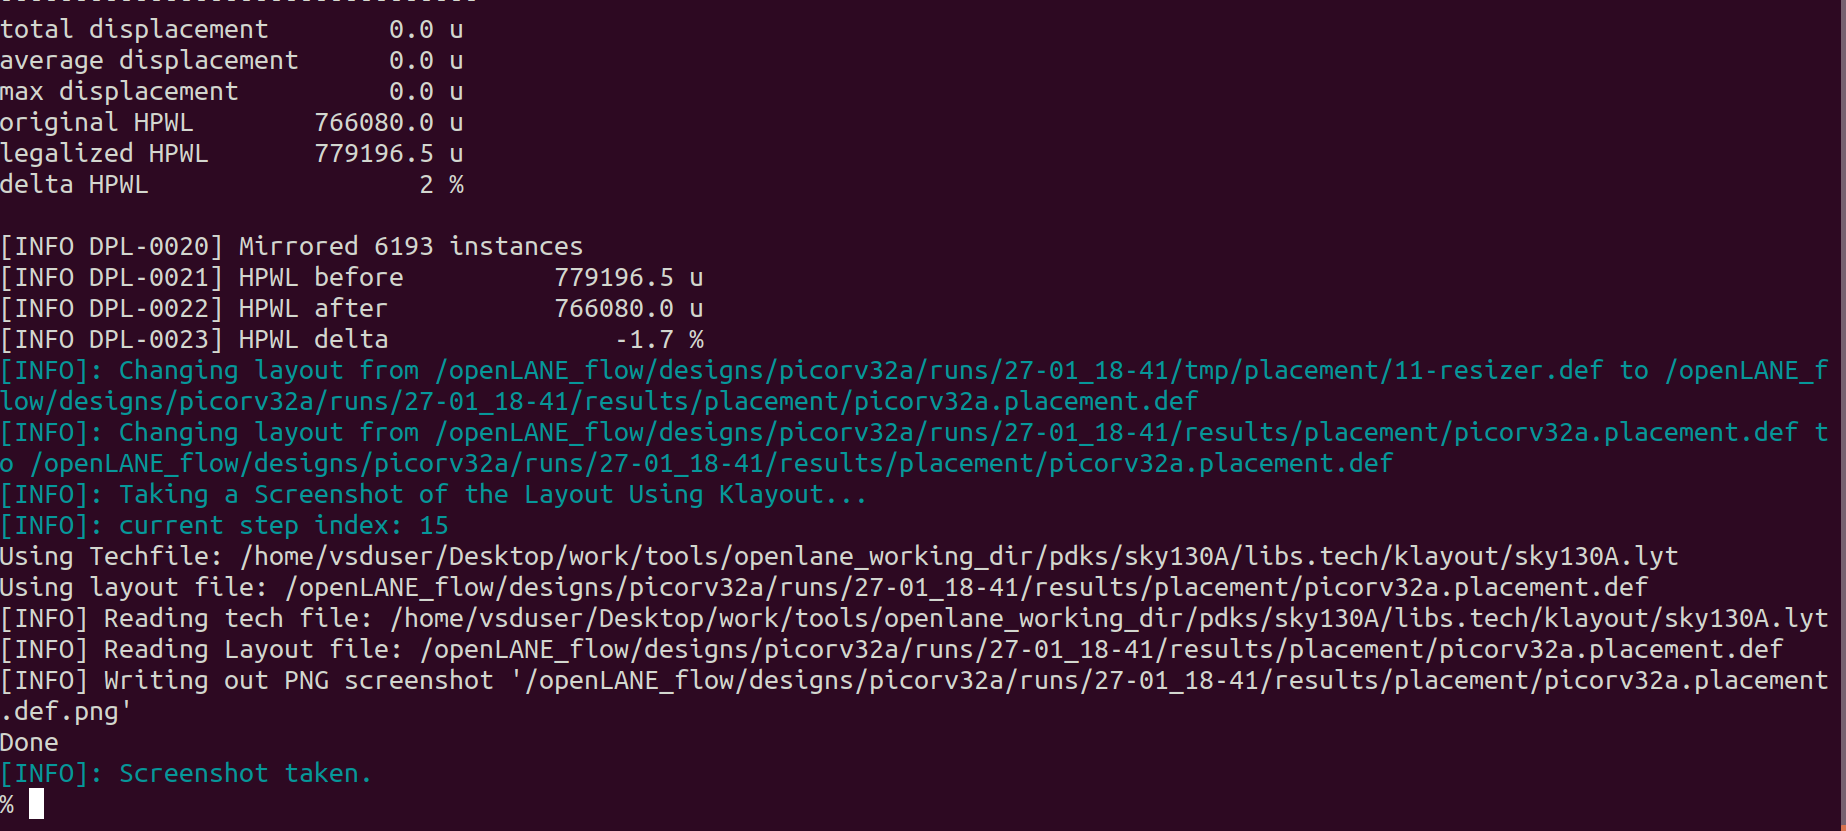 total displacement        0.0 u
average displacement      0.0 u
max displacement          0.0 u
original HPWL        766080.0 u
legalized HPWL       779196.5 u
delta HPWL                  2 %

[INFO DPL-0020] Mirrored 6193 instances
[INFO DPL-0021] HPWL before          779196.5 u
[INFO DPL-0022] HPWL after           766080.0 u
[INFO DPL-0023] HPWL delta               -1.7 %
[INFO]: Changing layout from /openLANE_flow/designs/picorv32a/runs/27-01_18-41/tmp/placement/11-resizer.def to /openLANE_f
low/designs/picorv32a/runs/27-01_18-41/results/placement/picorv32a.placement.def
[INFO]: Changing layout from /openLANE_flow/designs/picorv32a/runs/27-01_18-41/results/placement/picorv32a.placement.def t
o /openLANE_flow/designs/picorv32a/runs/27-01_18-41/results/placement/picorv32a.placement.def
[INFO]: Taking a Screenshot of the Layout Using Klayout...
[INFO]: current step index: 15
Using Techfile: /home/vsduser/Desktop/work/tools/openlane_working_dir/pdks/sky130A/libs.tech/klayout/sky130A.lyt
Using layout file: /openLANE_flow/designs/picorv32a/runs/27-01_18-41/results/placement/picorv32a.placement.def
[INFO] Reading tech file: /home/vsduser/Desktop/work/tools/openlane_working_dir/pdks/sky130A/libs.tech/klayout/sky130A.lyt
[INFO] Reading Layout file: /openLANE_flow/designs/picorv32a/runs/27-01_18-41/results/placement/picorv32a.placement.def
[INFO] Writing out PNG screenshot '/openLANE_flow/designs/picorv32a/runs/27-01_18-41/results/placement/picorv32a.placement
.def.png'
Done
[INFO]: Screenshot taken.
%